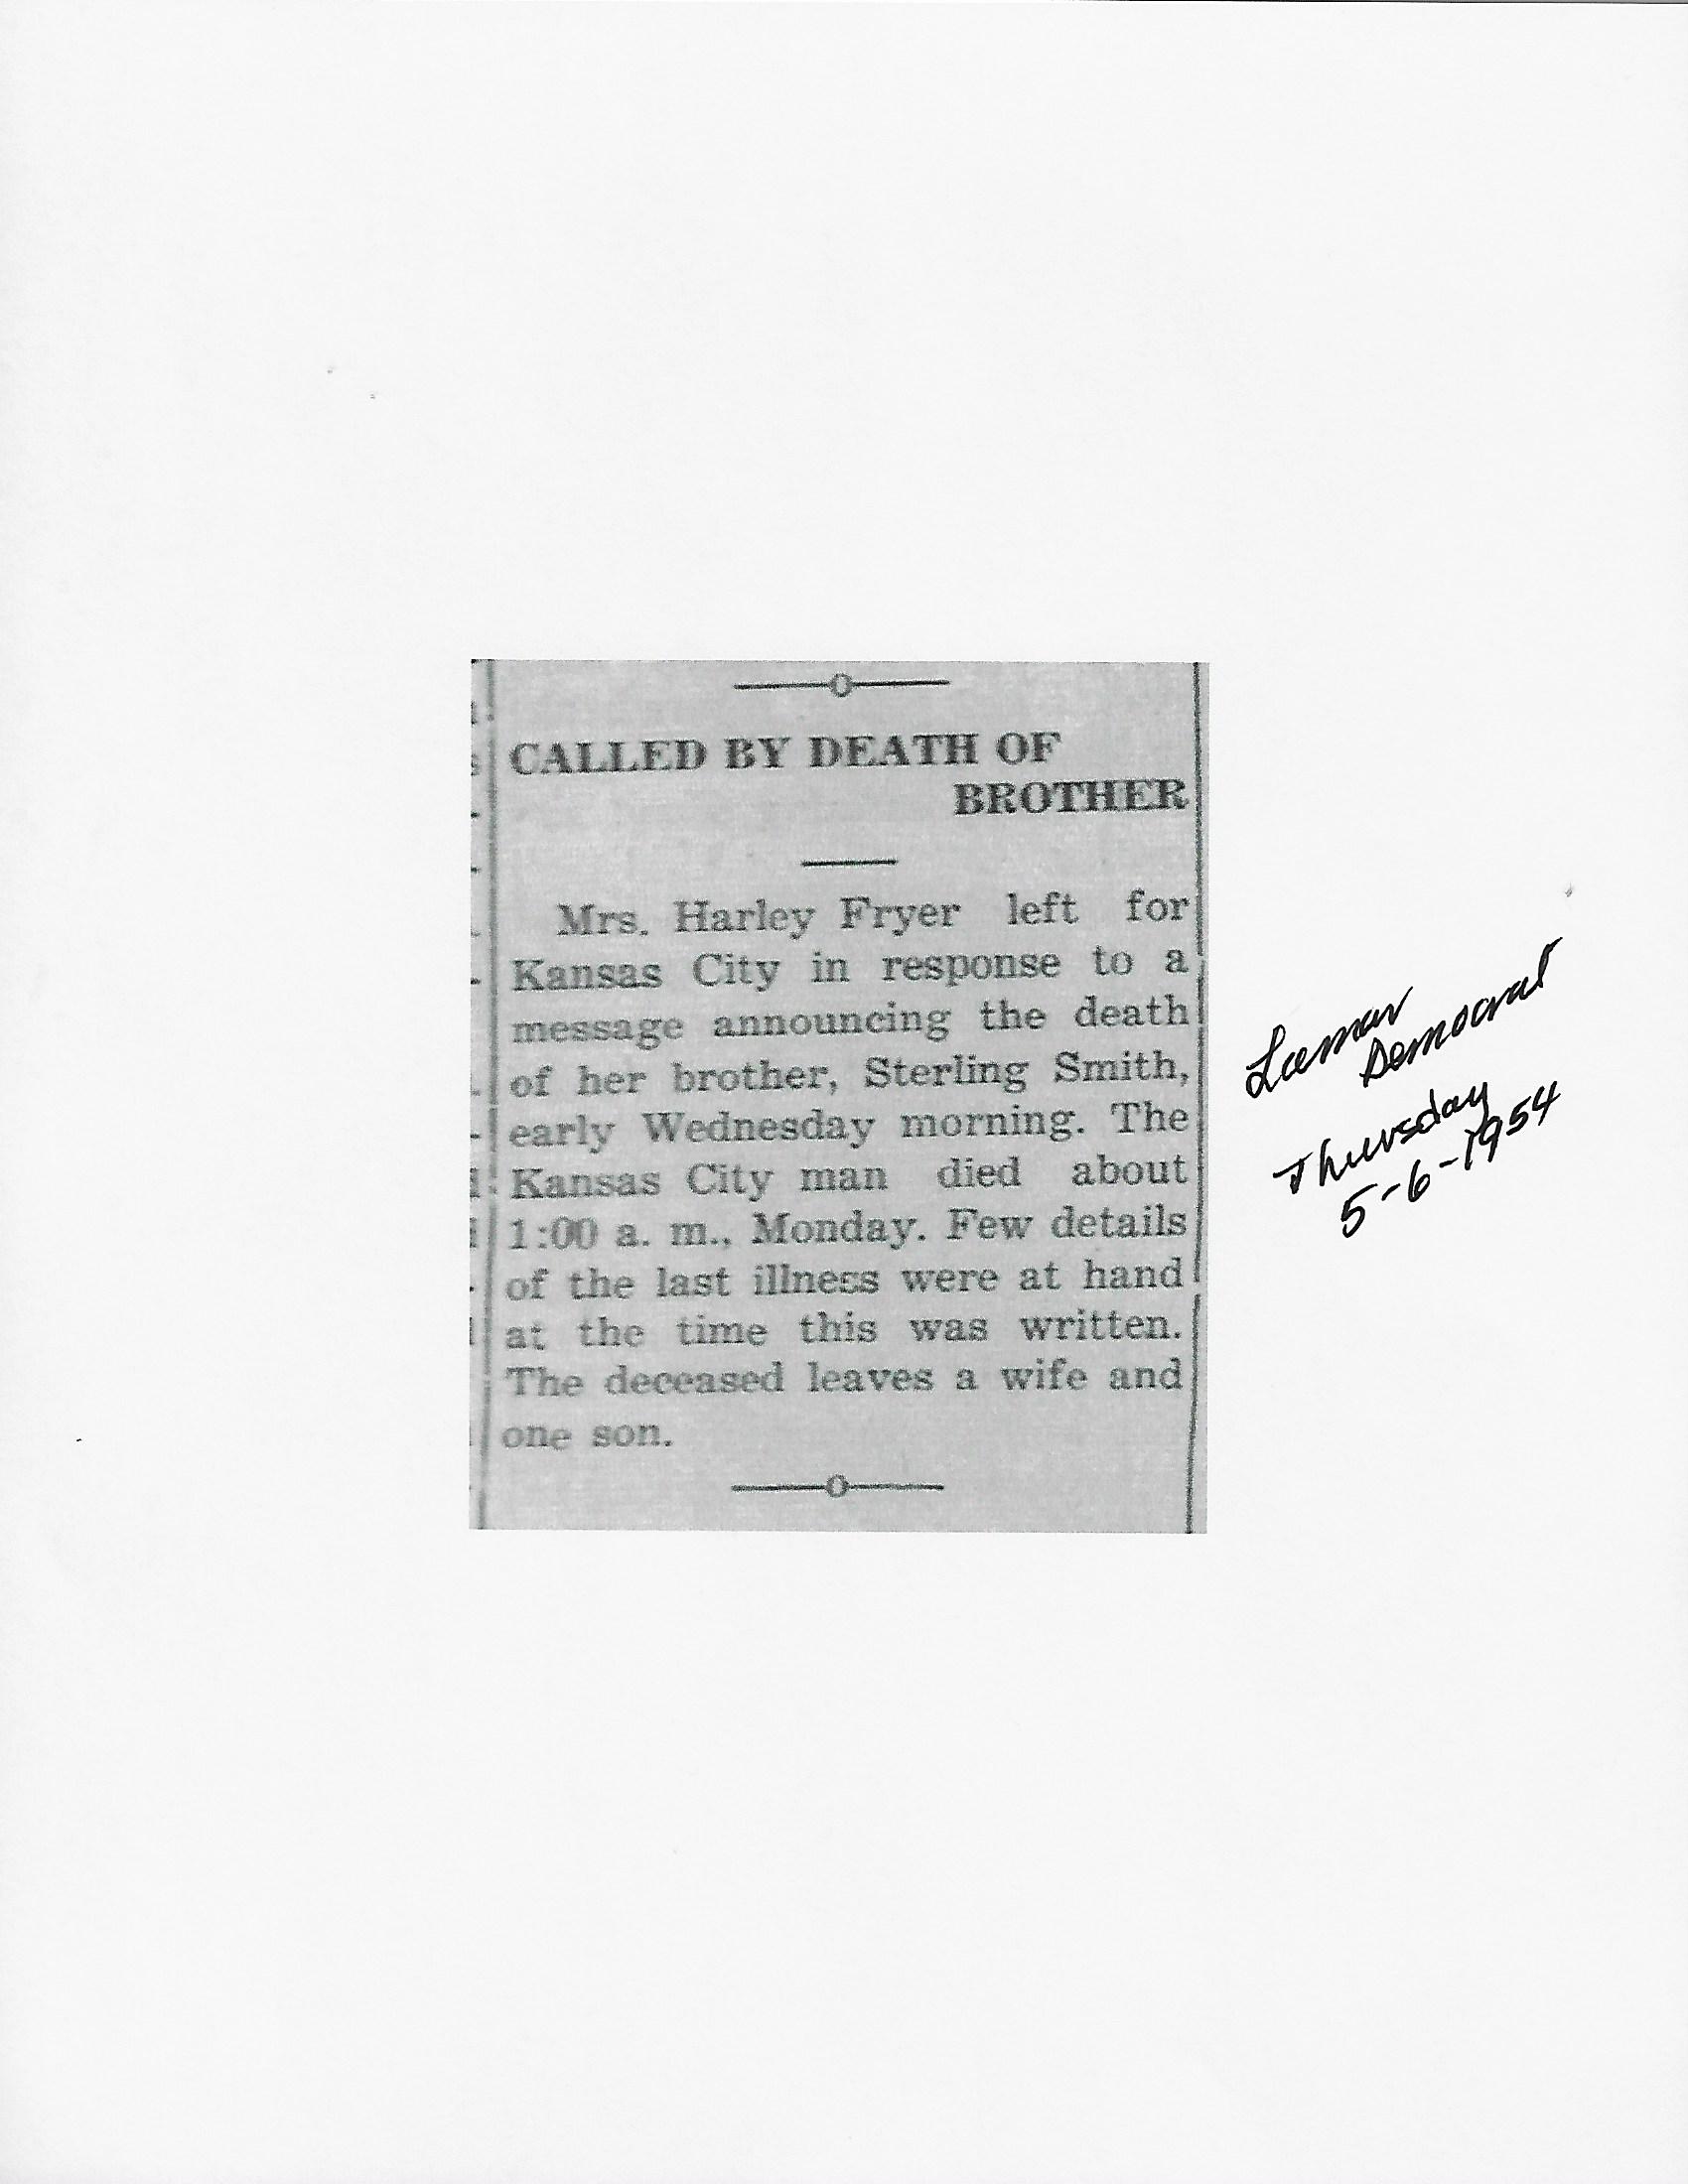 CALLED BY DEATH OF
BROTHER
Mrs. Harley Fryer left for
Kansas City in response to a
message announcing the death
of her brother, Sterling Smith,
early Wednesday morning. The
Kansas City man died about
1:00 a. m., Monday. Few details
of the last illness were at hand
at the time this was written.
The deceased leaves a wife and
one son.
Lamar
Democrat
Thursday
5-6-1954